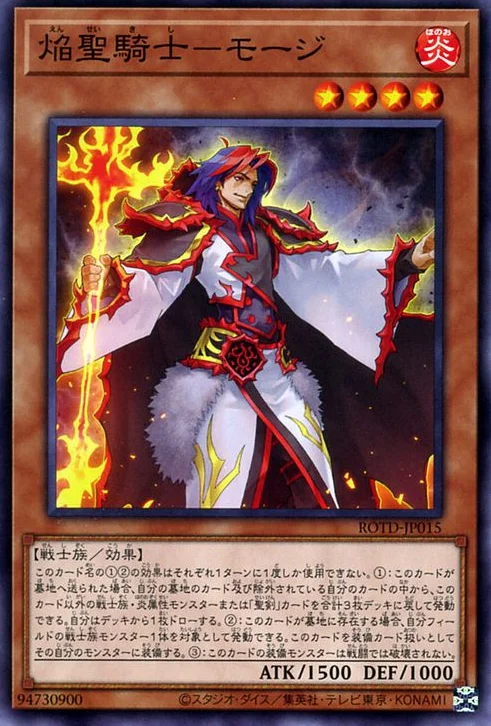 焔聖騎士－モージ
炎
ROTD-JP015
【戦士族／効果】
このカード名の①②の効果はそれぞれ1ターンに1度しか使用できない。①：このカードが
墓地へ送られた場合、自分の墓地のカード及び除外されている自分のカードの中から、この
カード以外の戦士族・炎属性モンスターまたは「聖剣」カードを合計3枚デッキに戻して発動
できる。自分はデッキから1枚ドローする。②：このカードが墓地に存在する場合、自分フィー
ルドの戦士族モンスター1体を対象として発動できる。このカードを装備カード扱いとして
その自分のモンスターに装備する。③：このカードの装備モンスターは戦闘では破壊されない。
ATK/1500 DEF/1000
94730900
©スタジオ・ダイス／集英社・テレビ東京・KONAMI